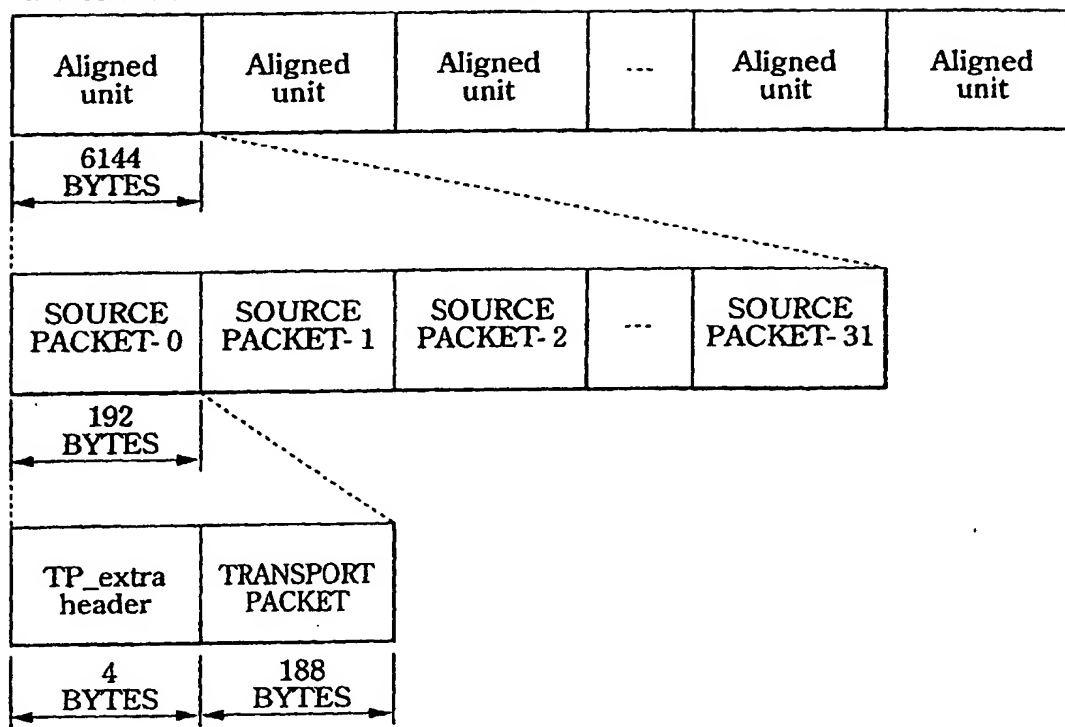 Aligned unit Aligned unit Aligned unit --- Aligned unit Aligned unit
6144 BYTES
SOURCE PACKET-0 SOURCE PACKET-1 SOURCE PACKET-2 --- SOURCE PACKET-31
192 BYTES
TP_extra header TRANSPORT PACKET
4 BYTES 188 BYTES